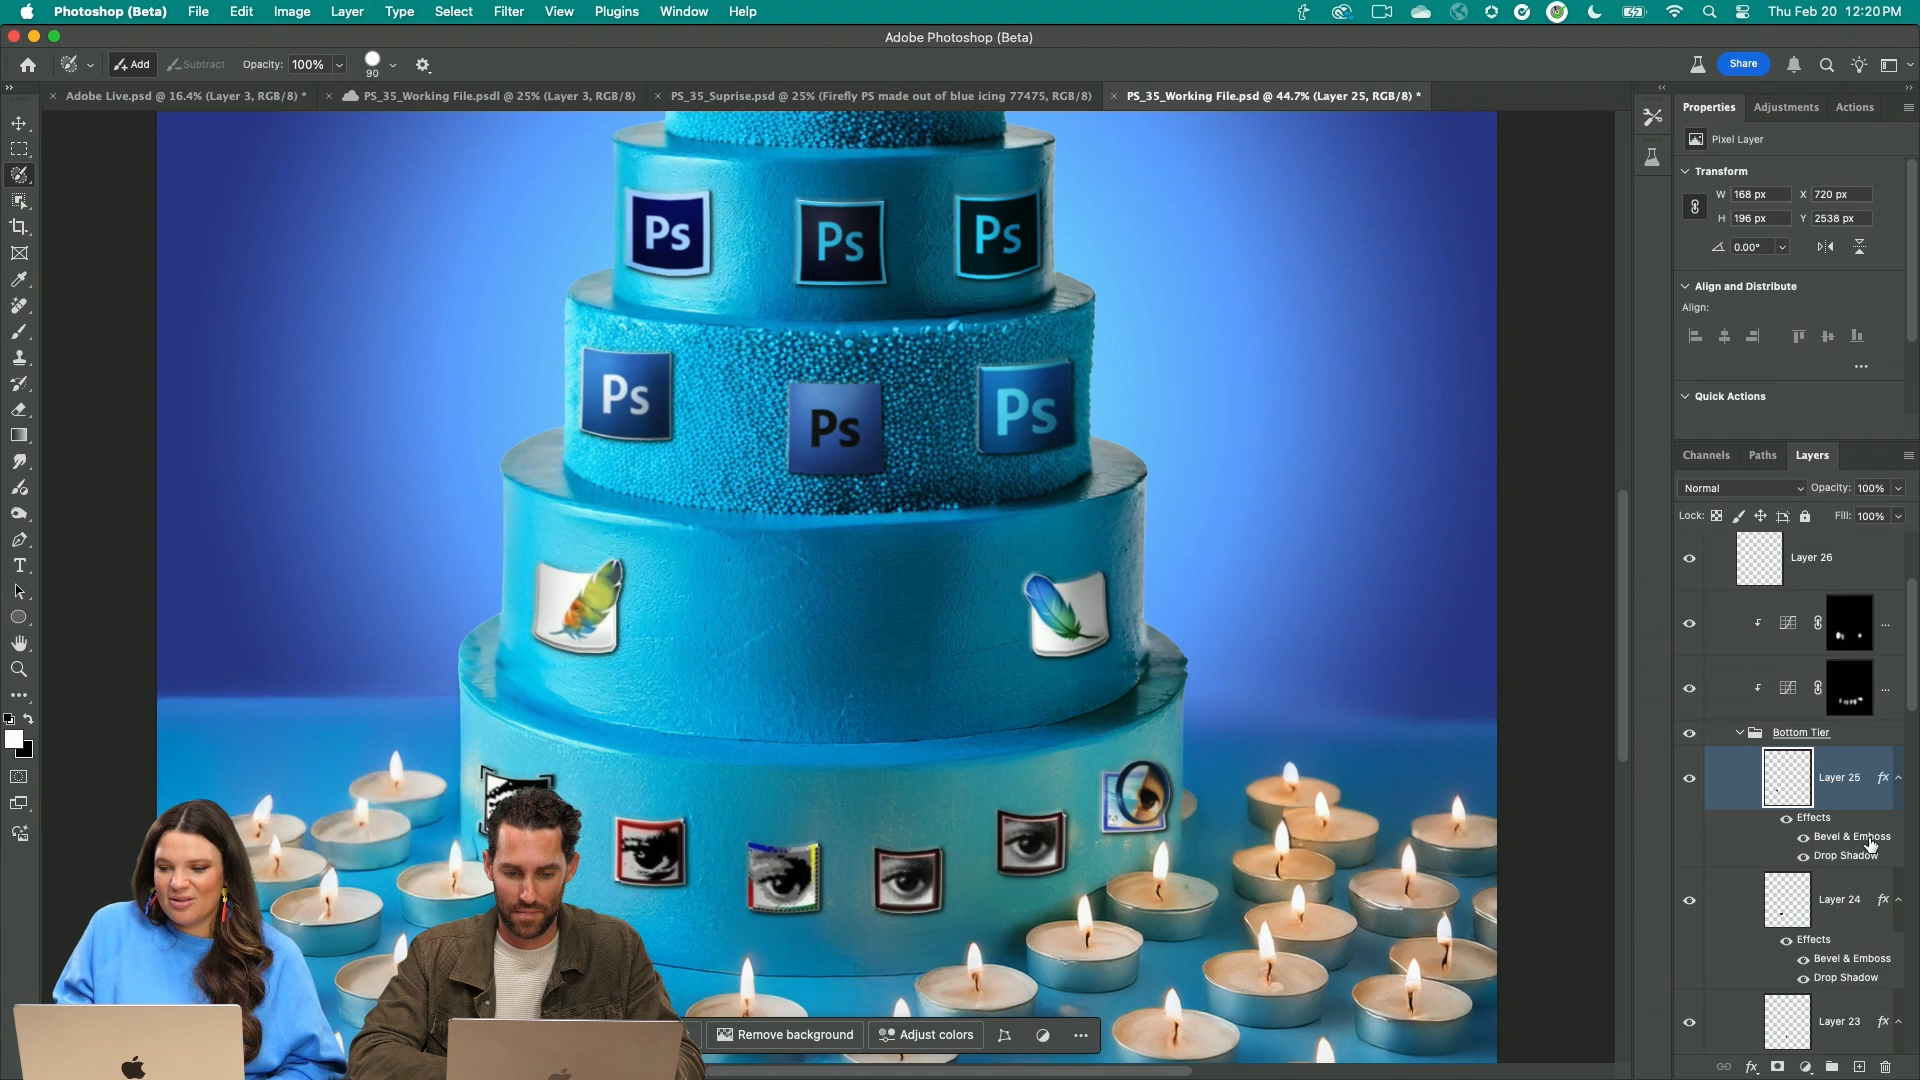 Photoshop (Beta) File Edit Image Layer Type Select Filter View Plugins Window Help Thu Feb 20 12:20 PM
Adobe Photoshop (Beta)
Add Subtract Opacity: 100% 90 Share
Adobe Live.psd @ 16.4% (Layer 3, RGB/8) * PS_35_Working File.psdl @ 25% (Layer 3, RGB/8) PS_35_Suprise.psd @ 25% (Firefly PS made out of blue icing 77475, RGB/8) PS_35_Working File.psd @ 44.7% (Layer 25, RGB/8) *
Properties Adjustments Actions
Pixel Layer
Transform
W 168 px X 720 px
H 196 px Y 2538 px
0.00°
Align and Distribute
Align:
Quick Actions
Channels Paths Layers
Normal Opacity: 100%
Lock: Fill: 100%
Layer 26
Bottom Tier
Layer 25 fx
Effects
Bevel & Emboss
Drop Shadow
Layer 24 fx
Effects
Bevel & Emboss
Drop Shadow
Layer 23 fx
Ps Ps Ps
Ps Ps Ps
Remove background Adjust colors